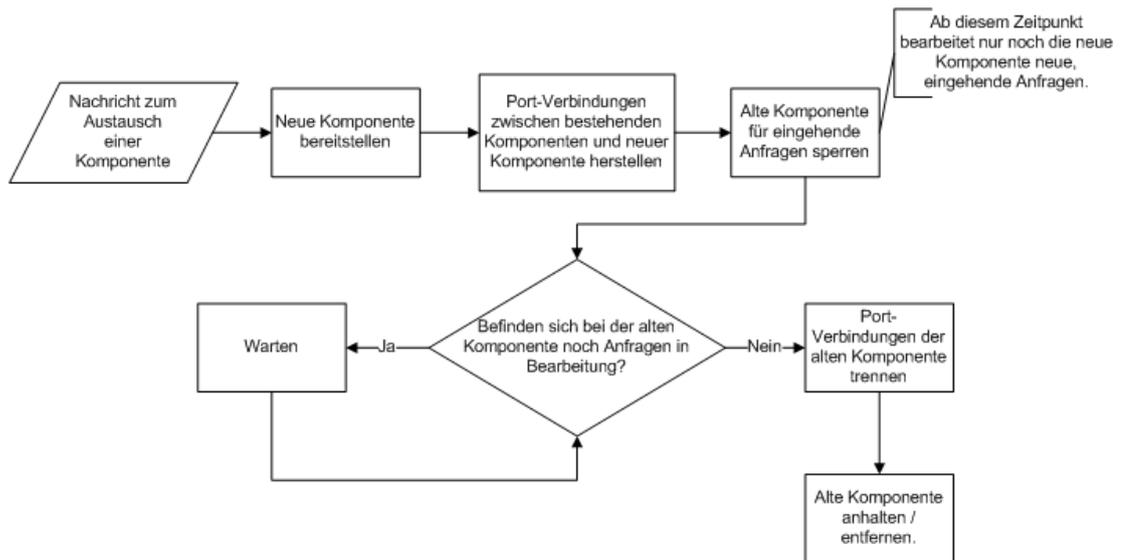 Nachricht zum
Austausch
einer
Komponente
Neue Komponente
bereitstellen
Port-Verbindungen
zwischen bestehenden
Komponenten und neuer
Komponente herstellen
Alte Komponente
für eingehende
Anfragen sperren
Ab diesem Zeitpunkt
bearbeitet nur noch die neue
Komponente neue,
eingehende Anfragen.
Befinden sich bei der alten
Komponente noch Anfragen in
Bearbeitung?
Ja
Warten
Nein
Port-
Verbindungen der
alten Komponente
trennen
Alte Komponente
anhalten /
entfernen.